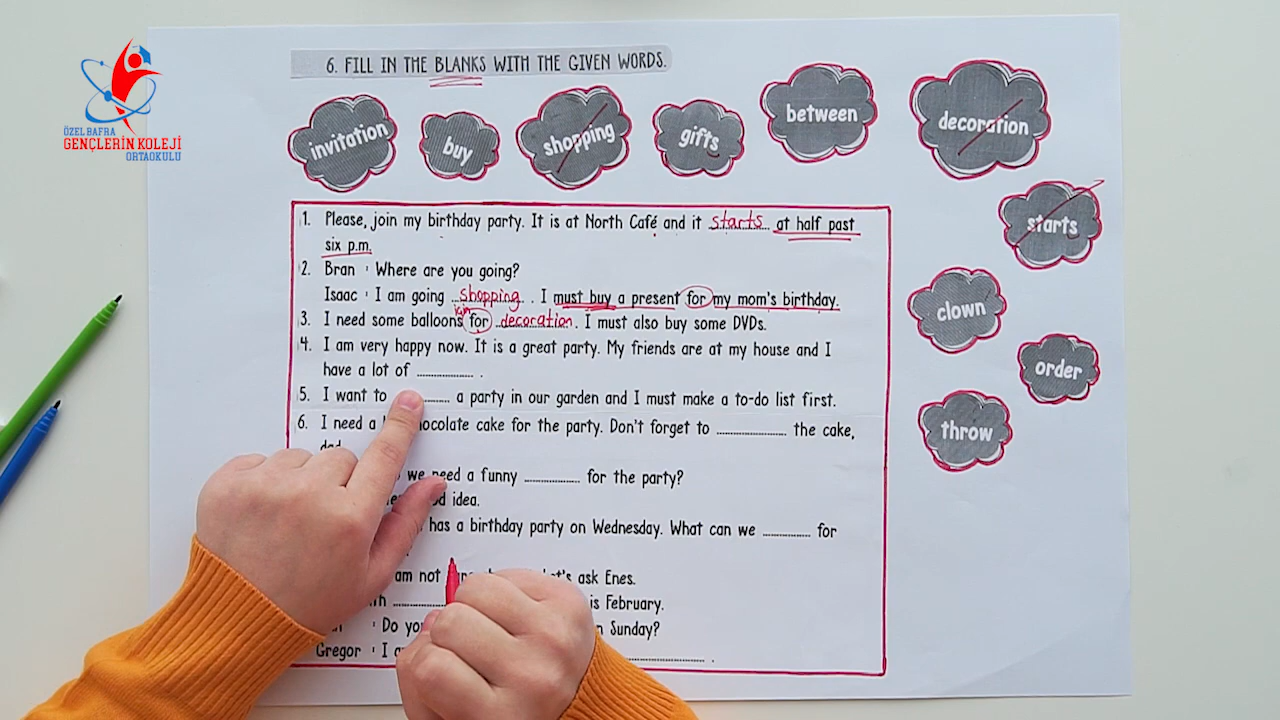 ÖZEL BAFRA
GENÇLERİN KOLEJİ
ORTAOKULU
6. FILL IN THE BLANKS WITH THE GIVEN WORDS.
invitation
buy
shopping
gifts
between
decoration
starts
clown
order
throw
1. Please, join my birthday party. It is at North Café and it starts at half past
six p.m.
2. Bran : Where are you going?
Isaac : I am going shopping. I must buy a present for my mom's birthday.
için
3. I need some balloons for decoration. I must also buy some DVDs.
4. I am very happy now. It is a great party. My friends are at my house and I
have a lot of .................. .
5. I want to ......... a party in our garden and I must make a to-do list first.
6. I need a chocolate cake for the party. Don't forget to .................. the cake,
we need a funny .................. for the party?
idea.
has a birthday party on Wednesday. What can we ............... for
am not ask Enes.
............... is February.
: Do Sunday?
Gregor : I .................. .